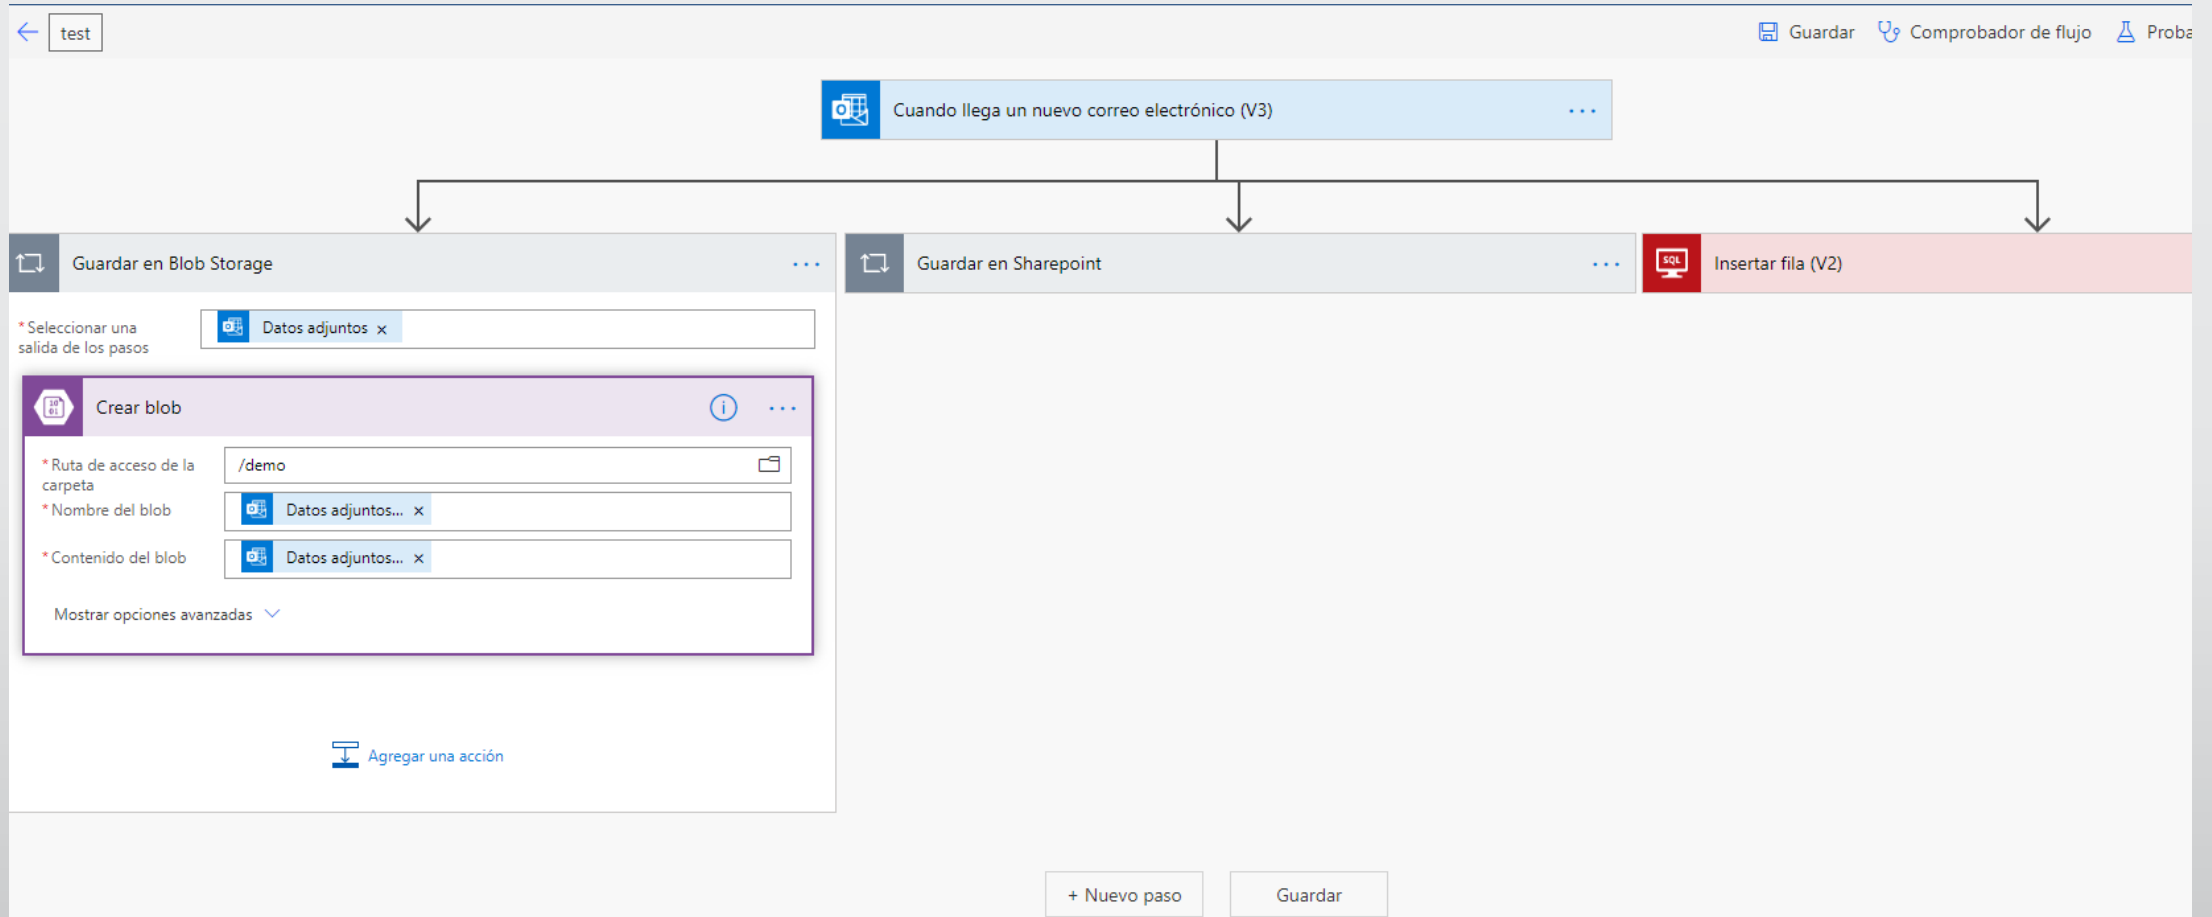 test
Guardar
Comprobador de flujo
Proba
Cuando llega un nuevo correo electrónico (V3)
Guardar en Blob Storage
Guardar en Sharepoint
SQL
Insertar fila (V2)
*Seleccionar una
salida de los pasos
Datos adjuntos ×
10
01
Crear blob
*Ruta de acceso de la
carpeta
/demo
*Nombre del blob
Datos adjuntos... ×
*Contenido del blob
Datos adjuntos... ×
Mostrar opciones avanzadas
Agregar una acción
+ Nuevo paso
Guardar